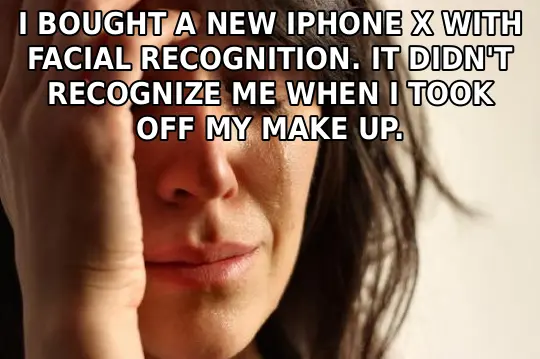 I BOUGHT A NEW IPHONE X WITH
FACIAL RECOGNITION. IT DIDN'T
RECOGNIZE ME WHEN I TOOK
OFF MY MAKE UP.